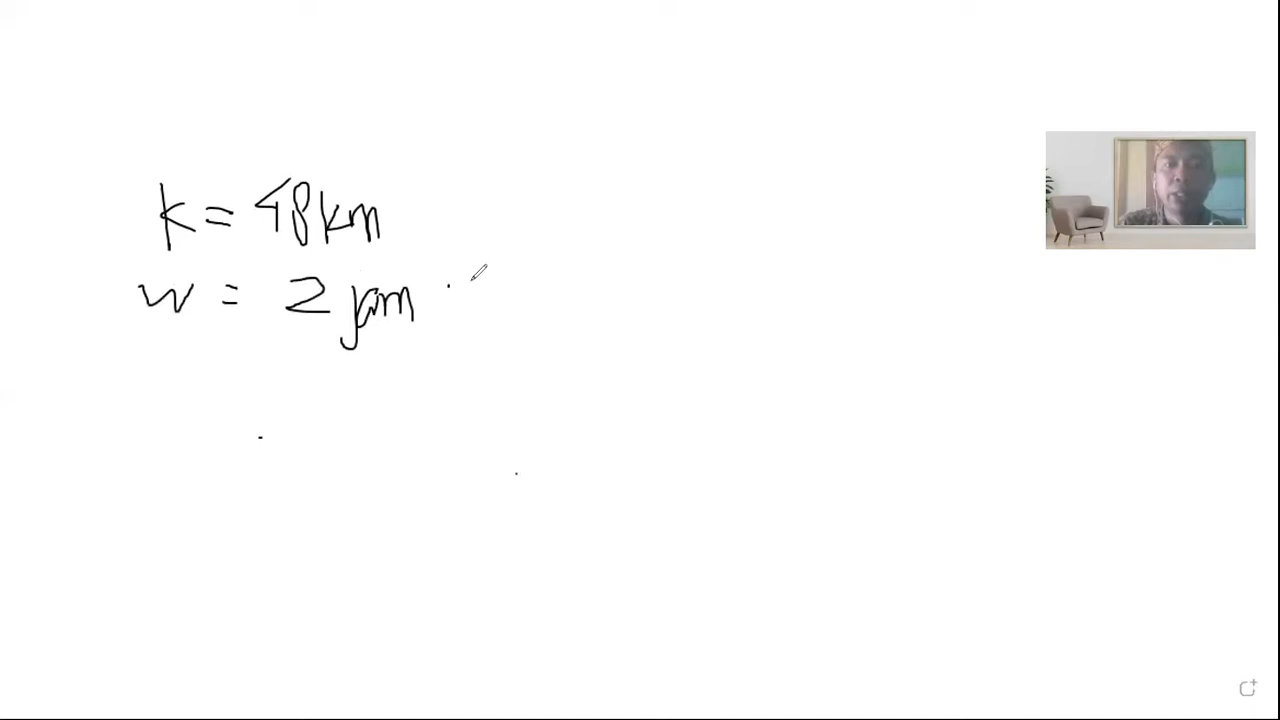 k = 48 km
w = 2 jam